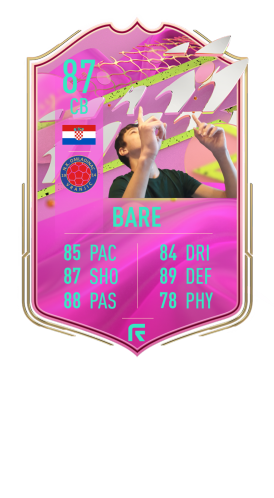 87
CB
BARE
85 PAC 84 DRI
87 SHO 89 DEF
88 PAS 78 PHY